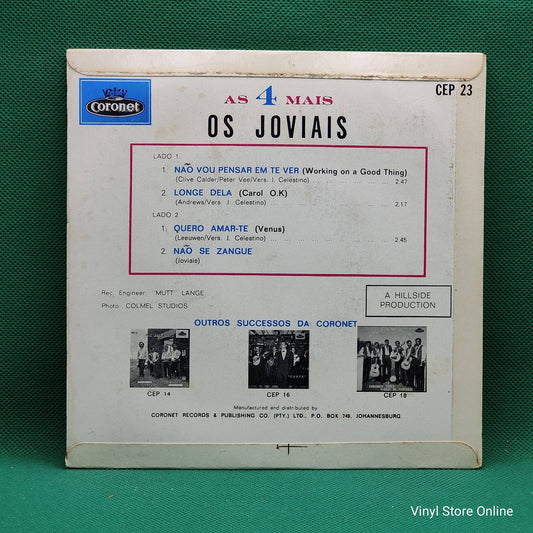 Coronet
CEP 23
AS 4 MAIS
OS JOVIAIS
LADO 1
1. NÃO VOU PENSAR EM TE VER (Working on a Good Thing)
(Clive Calder/Peter Vee/Vers. J. Celestino) 2.47
2. LONGE DELA (Carol O.K)
(Andrews/Vers. J. Celestino) 2.17
LADO 2
1. QUERO AMAR-TE (Venus)
(Leeuwen/Vers. J. Celestino) 2.45
2. NÃO SE ZANGUE
(Joviais)
Rec. Engineer: "MUTT" LANGE
Photo: COLMEL STUDIOS
A HILLSIDE
PRODUCTION
OUTROS SUCCESSOS DA CORONET
CEP 14
CEP 16
CEP 18
Manufactured and distributed by
CORONET RECORDS & PUBLISHING CO. (PTY.) LTD., P.O. BOX 749, JOHANNESBURG
Vinyl Store Online